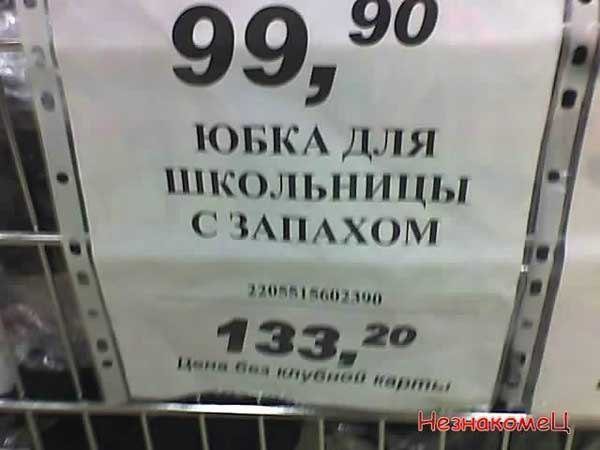 99,90
ЮБКА ДЛЯ
ШКОЛЬНИЦЫ
С ЗАПАХОМ
2205515602390
133,20
Цена без клубной карты
НезнакомеЦ